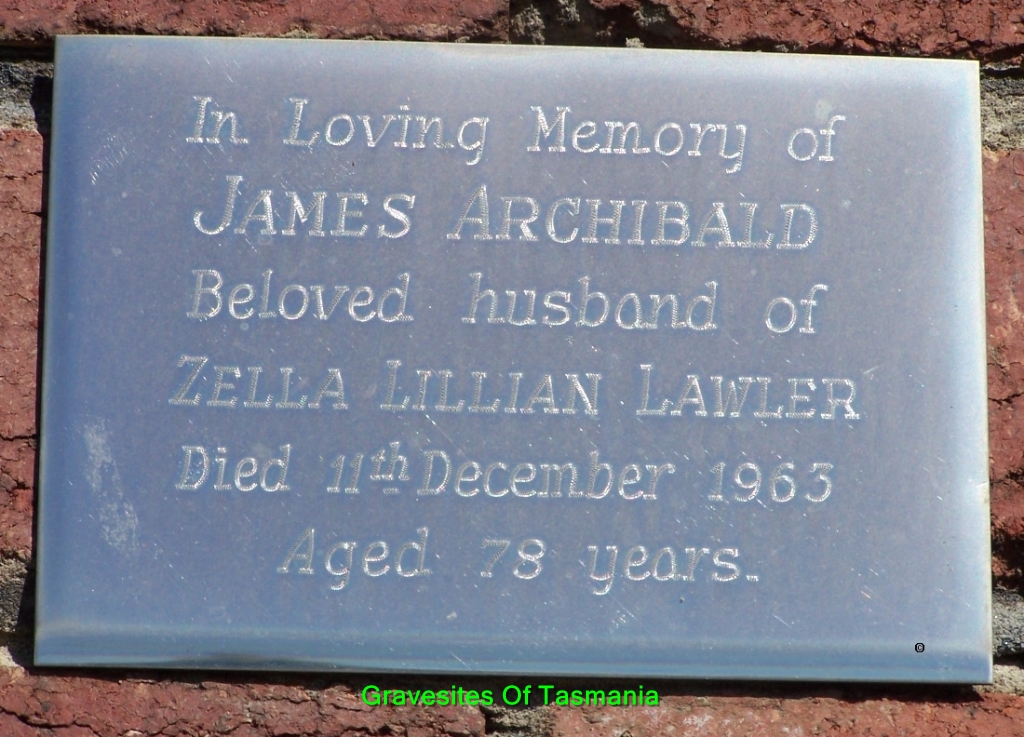 In Loving Memory of
JAMES ARCHIBALD
Beloved husband of
ZELLA LILLIAN LAWLER
Died 11th December 1963
Aged 78 years.
©
Gravesites Of Tasmania